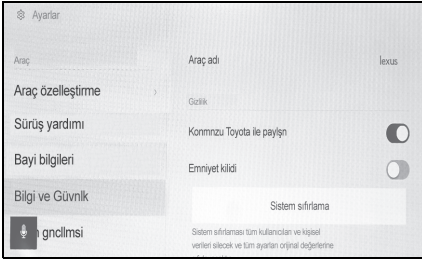 Ayarlar
Araç
Araç özelleştirme
Sürüş yardımı
Bayi bilgileri
Bilgi ve Güvnlk
gncllmsi
Araç adı
lexus
Gizlilik
Konmnzu Toyota ile paylşn
Emniyet kilidi
Sistem sıfırlama
Sistem sıfırlaması tüm kullanıcıları ve kişisel
verileri silecek ve tüm ayarları orijinal değerlerine